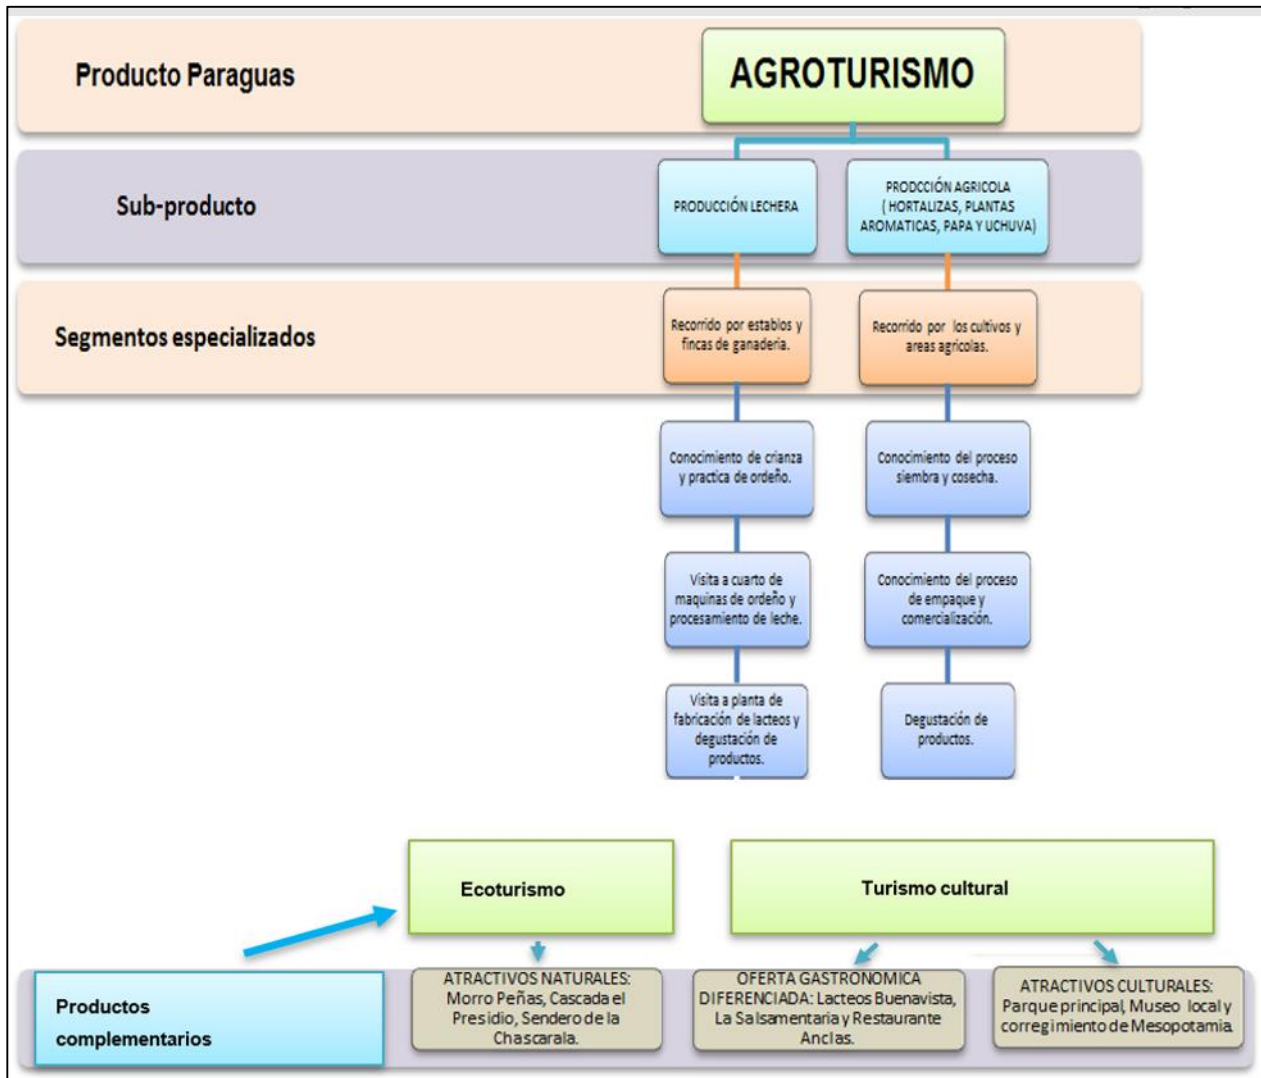 Producto Paraguas
AGROTURISMO
Sub-producto
PRODUCCIÓN LECHERA
PRODCCIÓN AGRICOLA
( HORTALIZAS, PLANTAS
AROMATICAS, PAPA Y UCHUVA)
Segmentos especializados
Recorrido por establos y
fincas de ganaderia.
Recorrido por los cultivos y
areas agricolas.
Conocimiento de crianza
y practica de ordeño.
Conocimiento del proceso
siembra y cosecha.
Visita a cuarto de
maquinas de ordeño y
procesamiento de leche.
Conocimiento del proceso
de empaque y
comercialización.
Visita a planta de
fabricación de lacteos y
degustación de
productos.
Degustación de
productos.
Ecoturismo
Turismo cultural
Productos
complementarios
ATRACTIVOS NATURALES:
Morro Peñas, Cascada el
Presidio, Sendero de la
Chascarala.
OFERTA GASTRONOMICA
DIFERENCIADA: Lacteos Buenavista,
La Salsamentaria y Restaurante
Anclas.
ATRACTIVOS CULTURALES:
Parque principal, Museo local y
corregimiento de Mesopotamia.